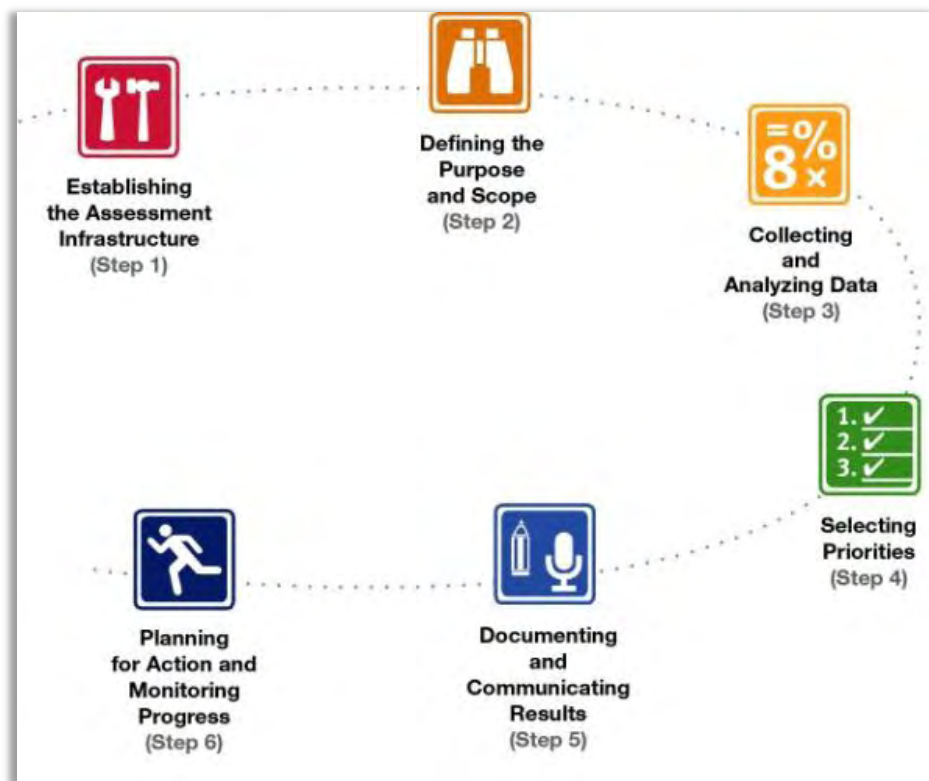 Establishing
the Assessment
Infrastructure
(Step 1)
Defining the
Purpose
and Scope
(Step 2)
=%
8x
Collecting
and
Analyzing Data
(Step 3)
1. ✓
2. ✓
3. ✓
Selecting
Priorities
(Step 4)
Documenting
and
Communicating
Results
(Step 5)
Planning
for Action and
Monitoring
Progress
(Step 6)